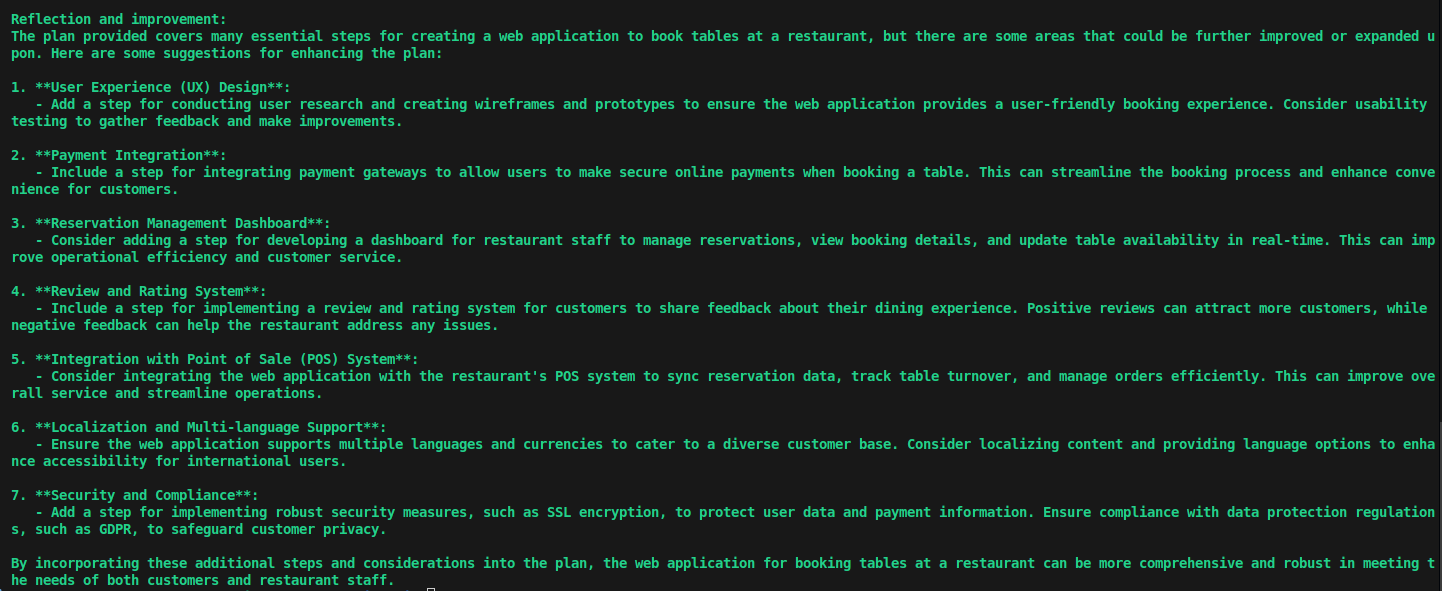 Reflection and improvement:
The plan provided covers many essential steps for creating a web application to book tables at a restaurant, but there are some areas that could be further improved or expanded u
pon. Here are some suggestions for enhancing the plan:
1. **User Experience (UX) Design**:
- Add a step for conducting user research and creating wireframes and prototypes to ensure the web application provides a user-friendly booking experience. Consider usability
testing to gather feedback and make improvements.
2. **Payment Integration**:
- Include a step for integrating payment gateways to allow users to make secure online payments when booking a table. This can streamline the booking process and enhance conve
nience for customers.
3. **Reservation Management Dashboard**:
- Consider adding a step for developing a dashboard for restaurant staff to manage reservations, view booking details, and update table availability in real-time. This can imp
rove operational efficiency and customer service.
4. **Review and Rating System**:
- Include a step for implementing a review and rating system for customers to share feedback about their dining experience. Positive reviews can attract more customers, while
negative feedback can help the restaurant address any issues.
5. **Integration with Point of Sale (POS) System**:
- Consider integrating the web application with the restaurant's POS system to sync reservation data, track table turnover, and manage orders efficiently. This can improve ove
rall service and streamline operations.
6. **Localization and Multi-language Support**:
- Ensure the web application supports multiple languages and currencies to cater to a diverse customer base. Consider localizing content and providing language options to enha
nce accessibility for international users.
7. **Security and Compliance**:
- Add a step for implementing robust security measures, such as SSL encryption, to protect user data and payment information. Ensure compliance with data protection regulation
s, such as GDPR, to safeguard customer privacy.
By incorporating these additional steps and considerations into the plan, the web application for booking tables at a restaurant can be more comprehensive and robust in meeting t
he needs of both customers and restaurant staff.